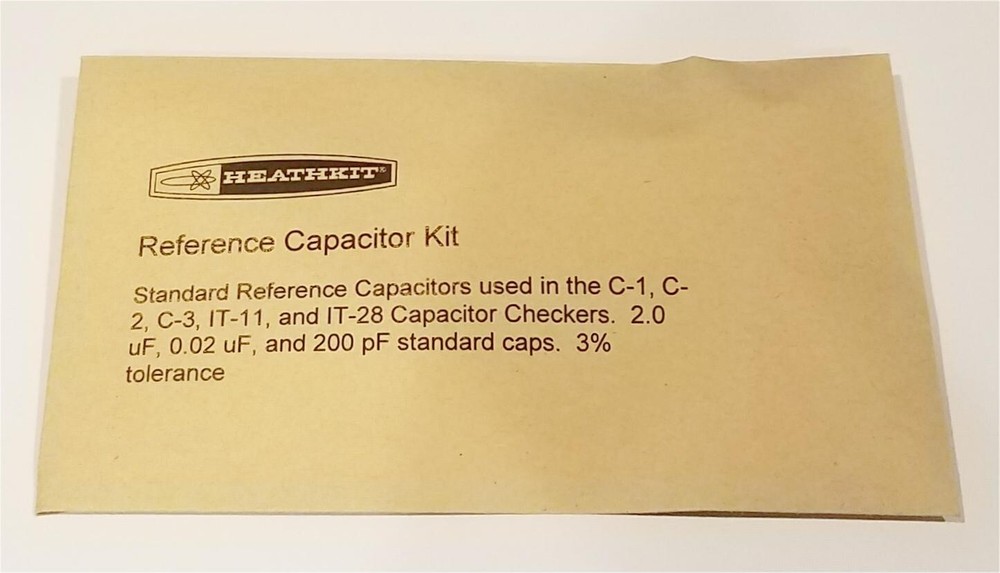 HEATHKIT®
Reference Capacitor Kit
Standard Reference Capacitors used in the C-1, C-
2, C-3, IT-11, and IT-28 Capacitor Checkers.  2.0
uF, 0.02 uF, and 200 pF standard caps.  3%
tolerance